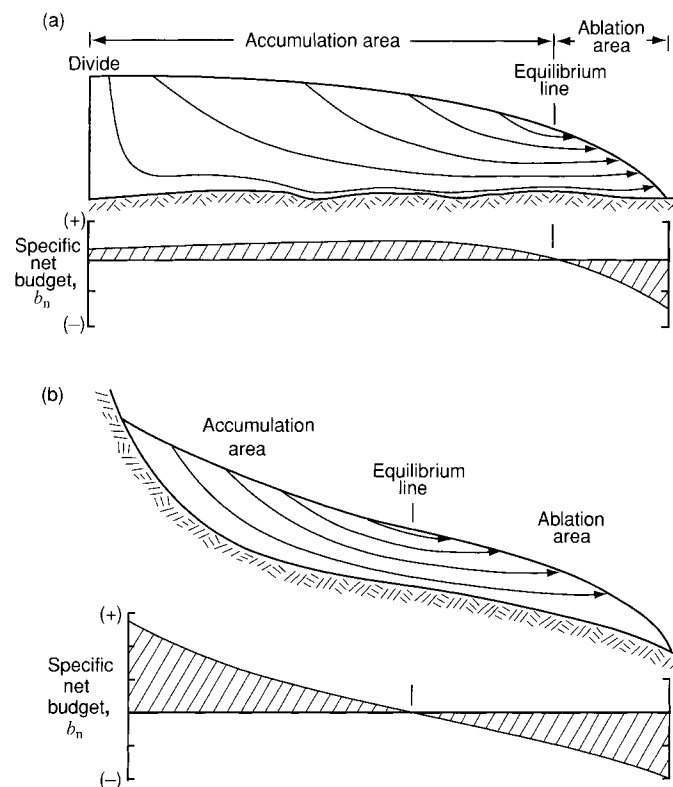 (a)
Accumulation area
Ablation
area
Divide
Equilibrium
line
(+)
Specific
net
budget,
bn
(−)
(b)
Accumulation
area
Equilibrium
line
Ablation
area
(+)
Specific
net
budget,
bn
(−)